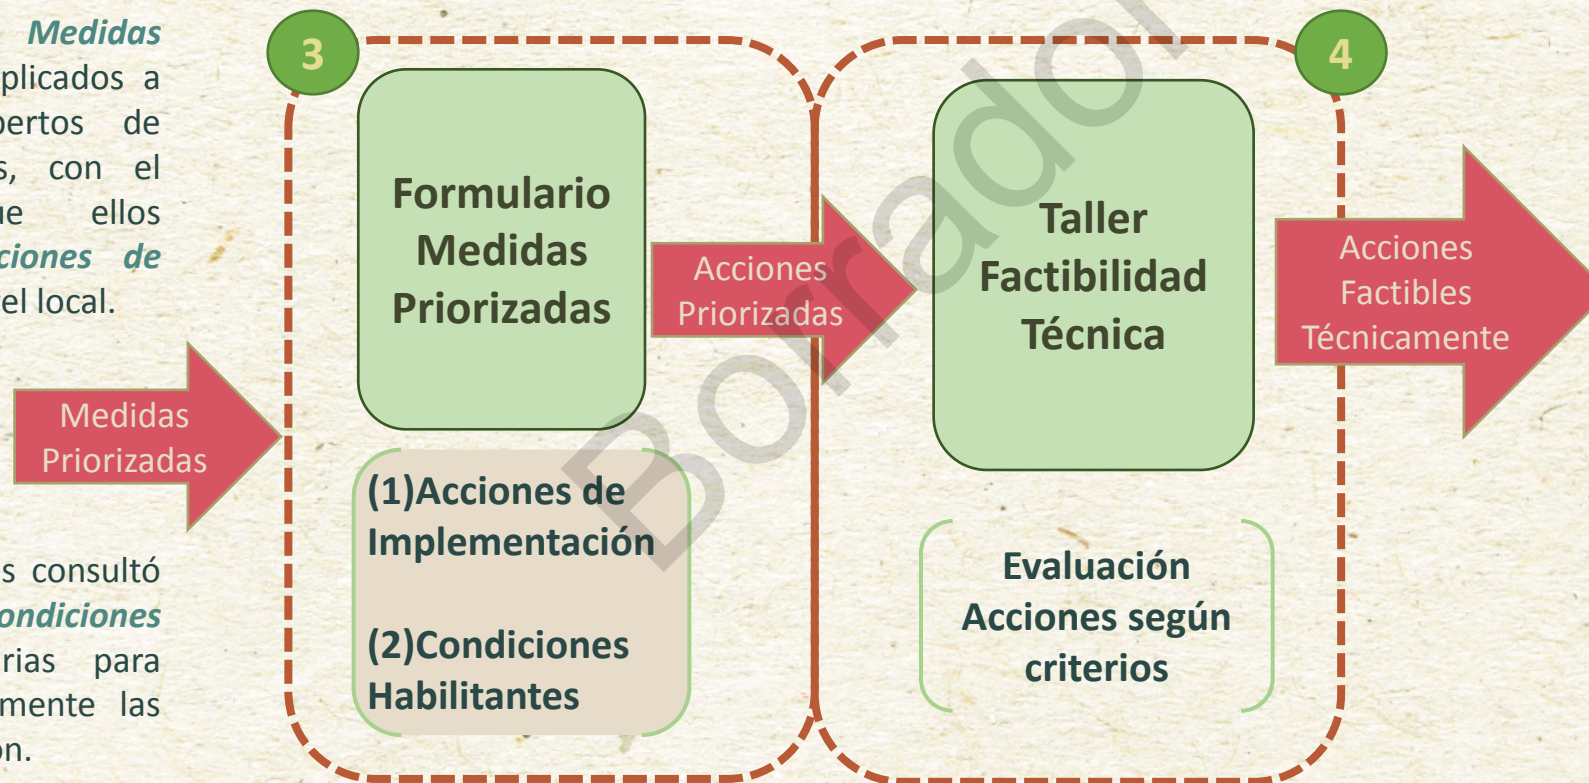 Medidas
plicados a
pertos de
s, con el
ue ellos
ciones de
vel local.
Medidas
Priorizadas
s consultó
ondiciones
rias para
mente las
ón.
3
Formulario
Medidas
Priorizadas
(1)Acciones de
Implementación
(2)Condiciones
Habilitantes
Acciones
Priorizadas
4
Taller
Factibilidad
Técnica
Evaluación
Acciones según
criterios
Acciones
Factibles
Técnicamente
Borrador